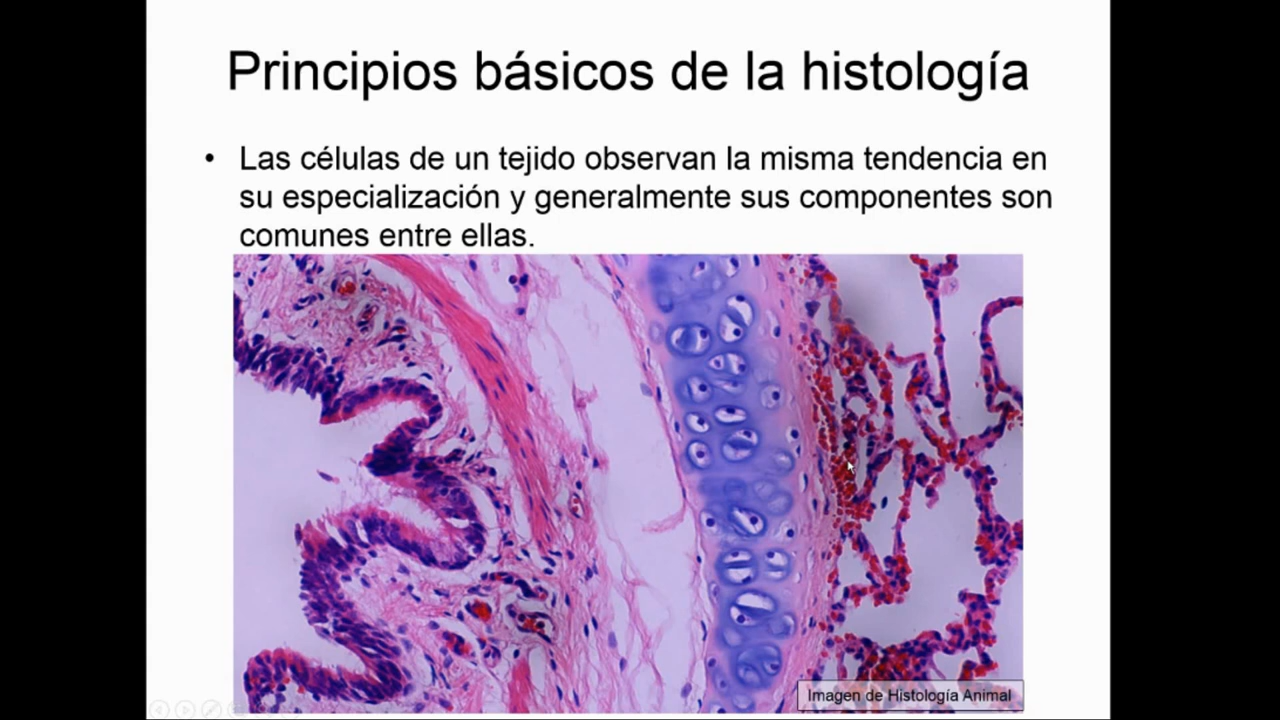 Principios básicos de la histología
• Las células de un tejido observan la misma tendencia en
su especialización y generalmente sus componentes son
comunes entre ellas.
Imagen de Histología Animal